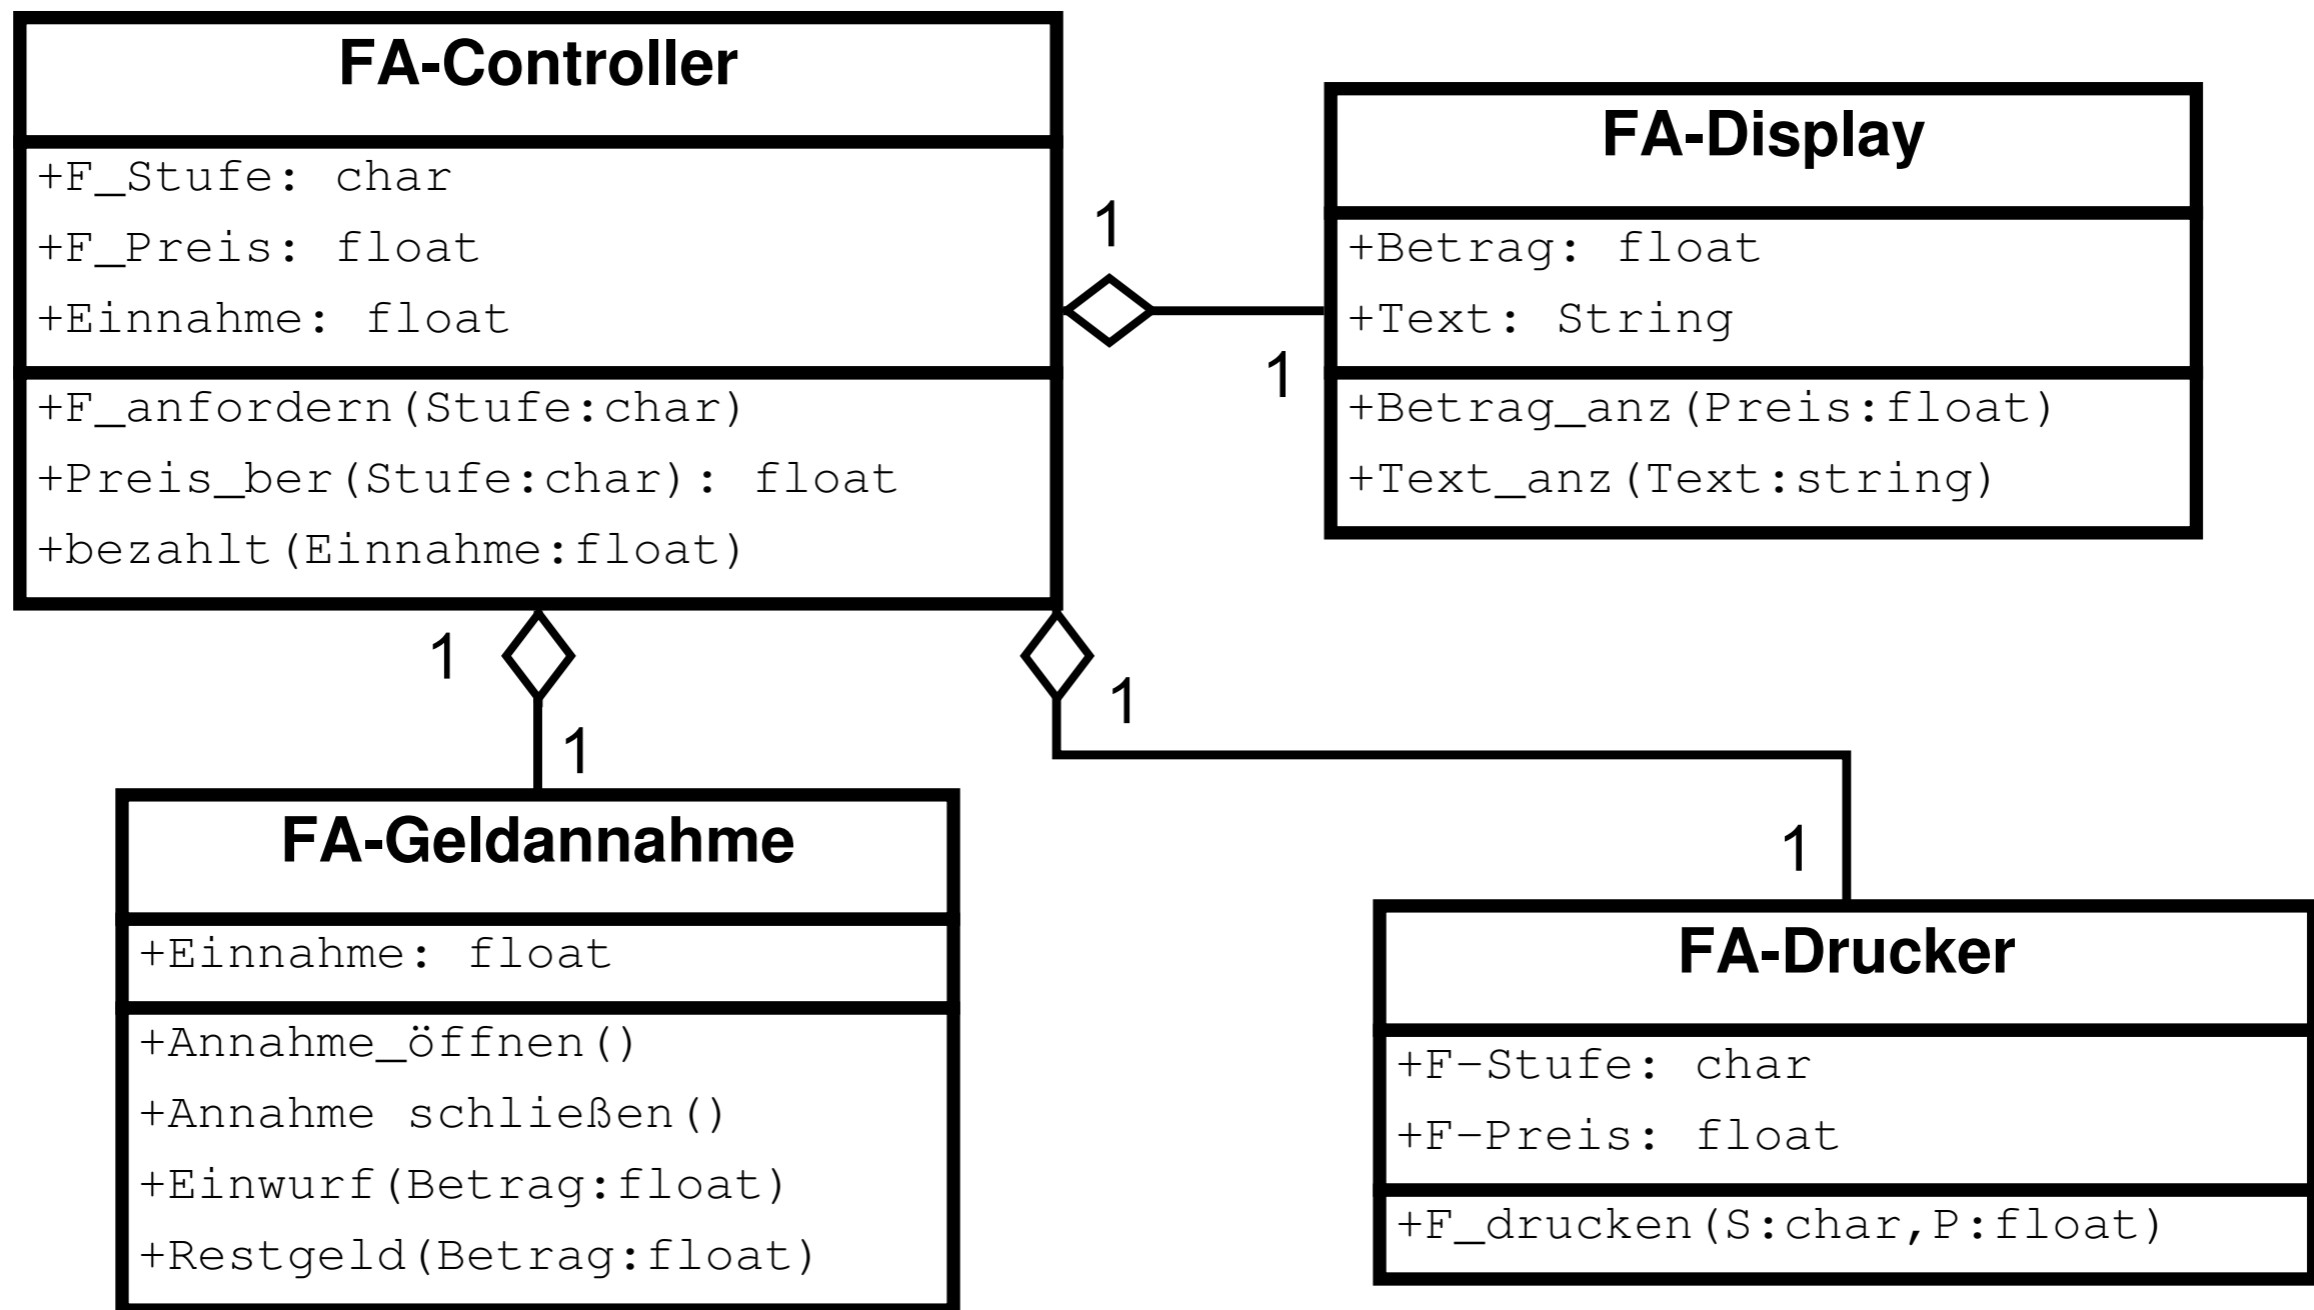 FA-Controller
+F_Stufe: char
+F_Preis: float
+Einnahme: float
+F_anfordern(Stufe:char)
+Preis_ber(Stufe:char): float
+bezahlt(Einnahme:float)
1
1
FA-Display
+Betrag: float
+Text: String
+Betrag_anz(Preis:float)
+Text_anz(Text:string)
1
1
FA-Geldannahme
+Einnahme: float
+Annahme_öffnen()
+Annahme schließen()
+Einwurf(Betrag:float)
+Restgeld(Betrag:float)
1
1
FA-Drucker
+F-Stufe: char
+F-Preis: float
+F_drucken(S:char,P:float)